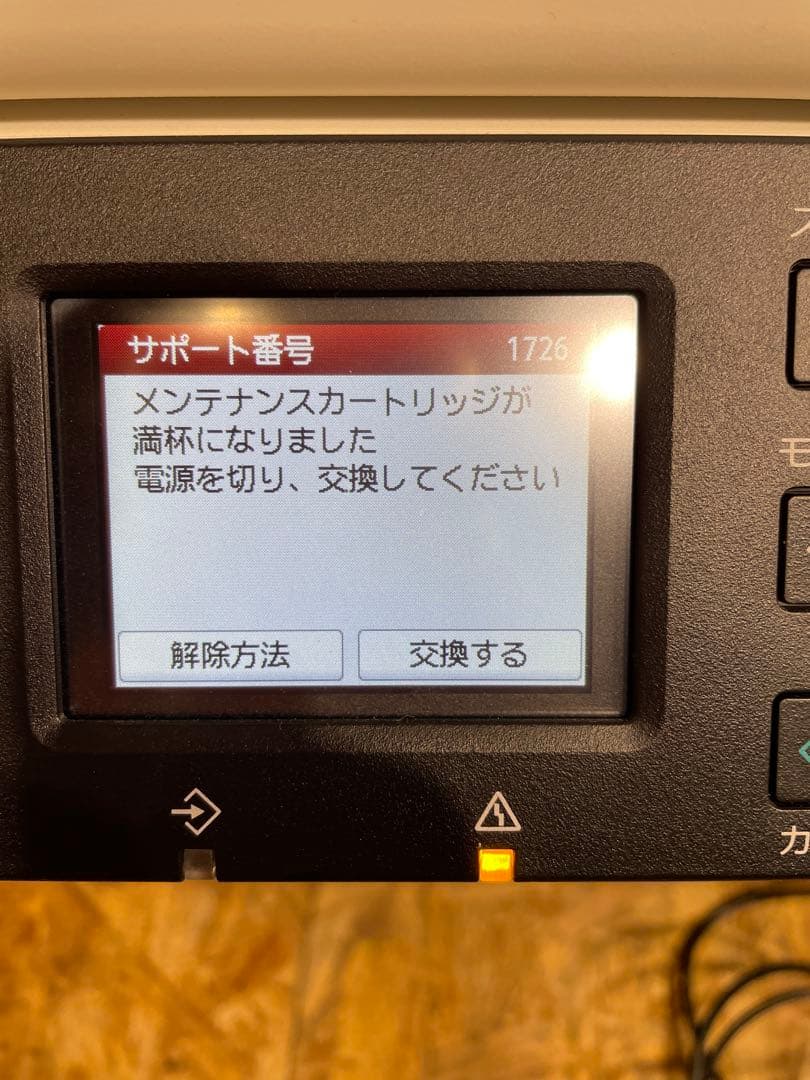 サポート番号 1726
メンテナンスカートリッジが
満杯になりました
電源を切り、交換してください
解除方法 交換する